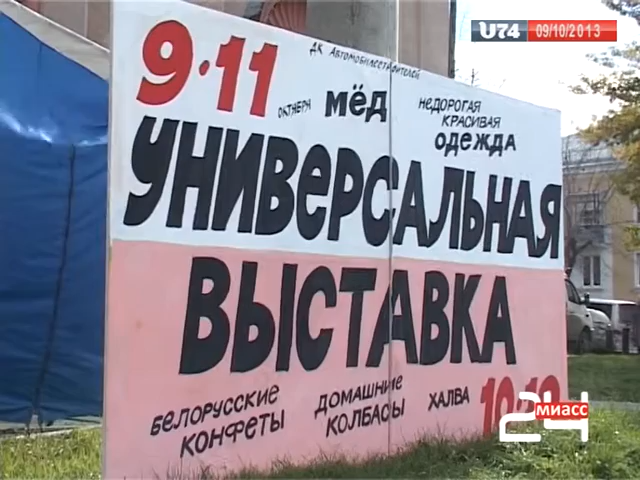 U74 09/10/2013
9·11
ОКТЯБРЯ
ДК Автомобилестроителей
МЁД
НЕДОРОГАЯ
КРАСИВАЯ
ОДЕЖДА
УНИВЕРСАЛЬНАЯ
ВЫСТАВКА
БЕЛОРУССКИЕ
КОНФЕТЫ
ДОМАШНИЕ
КОЛБАСЫ
ХАЛВА
24 МИАСС